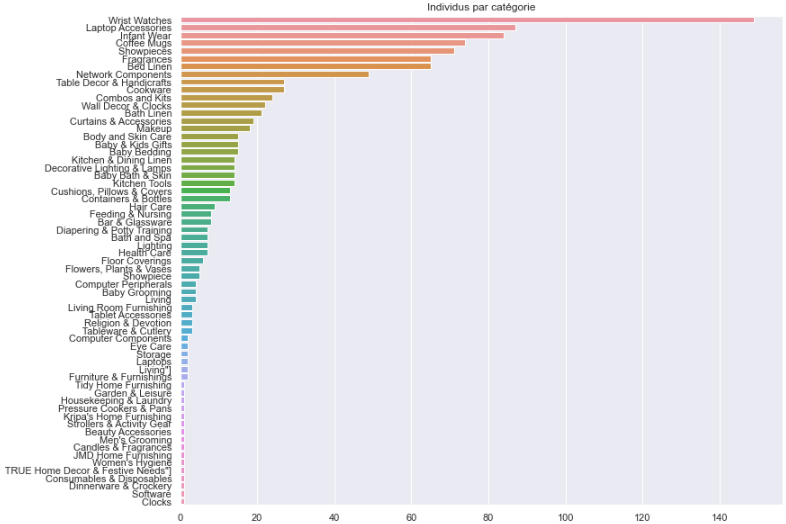 Individus par catégorie
Wrist Watches
Laptop Accessories
Infant Wear
Coffee Mugs
Showpieces
Fragrances
Bed Linen
Network Components
Table Decor & Handicrafts
Cookware
Combos and Kits
Wall Decor & Clocks
Bath Linen
Curtains & Accessories
Makeup
Body and Skin Care
Baby & Kids Gifts
Baby Bedding
Kitchen & Dining Linen
Decorative Lighting & Lamps
Baby Bath & Skin
Kitchen Tools
Cushions, Pillows & Covers
Containers & Bottles
Hair Care
Feeding & Nursing
Bar & Glassware
Diapering & Potty Training
Bath and Spa
Lighting
Health Care
Floor Coverings
Flowers, Plants & Vases
Showpiece
Computer Peripherals
Baby Grooming
Living
Living Room Furnishing
Tablet Accessories
Religion & Devotion
Tableware & Cutlery
Computer Components
Eye Care
Storage
Laptops
Living"]
Furniture & Furnishings
Tidy Home Furnishing
Garden & Leisure
Housekeeping & Laundry
Pressure Cookers & Pans
Kripa's Home Furnishing
Strollers & Activity Gear
Beauty Accessories
Men's Grooming
Candles & Fragrances
JMD Home Furnishing
Women's Hygiene
TRUE Home Decor & Festive Needs"]
Consumables & Disposables
Dinnerware & Crockery
Software
Clocks
0 20 40 60 80 100 120 140